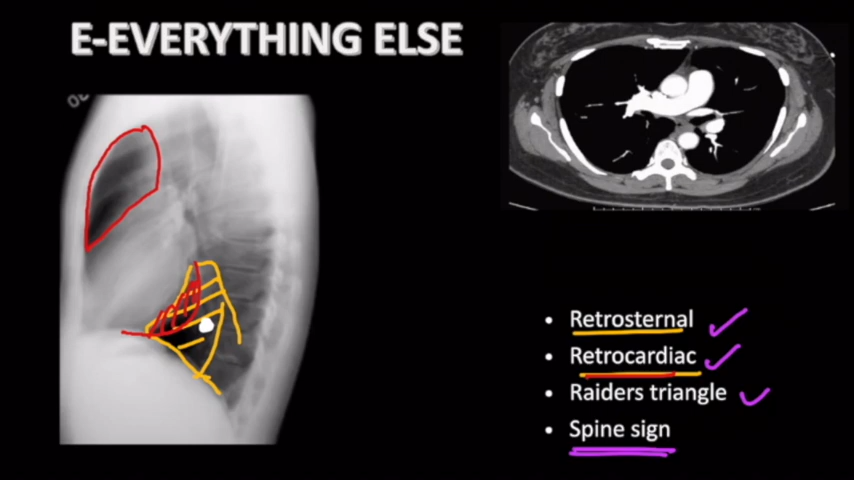 E-EVERYTHING ELSE
• Retrosternal
• Retrocardiac
• Raiders triangle
• Spine sign